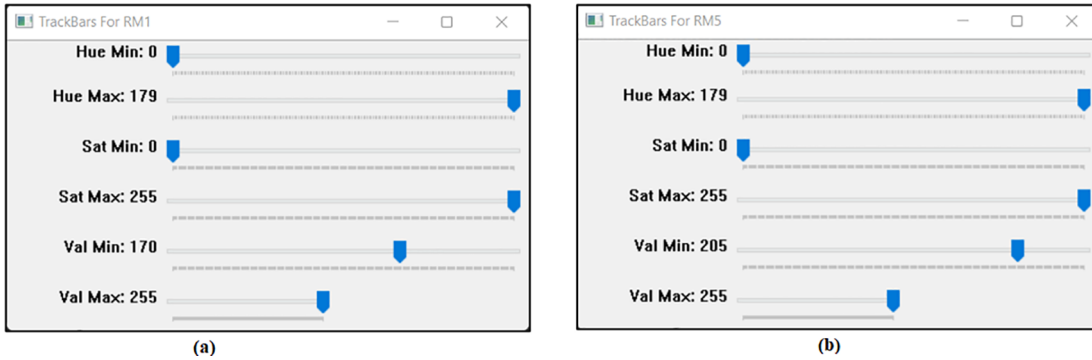 TrackBars For RM1
Hue Min: 0
Hue Max: 179
Sat Min: 0
Sat Max: 255
Val Min: 170
Val Max: 255
(a)
TrackBars For RM5
Hue Min: 0
Hue Max: 179
Sat Min: 0
Sat Max: 255
Val Min: 205
Val Max: 255
(b)